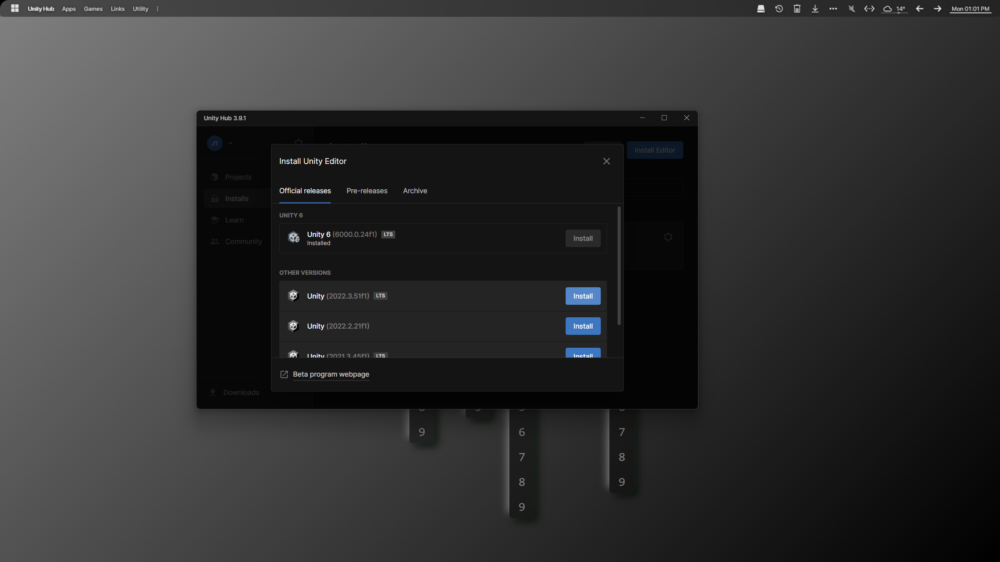 Unity Hub Apps Games Links Utility
14° Mon 01:01 PM
Unity Hub 3.9.1
JT
Install Editor
Install Unity Editor
Projects
Installs
Learn
Community
Downloads
Official releases Pre-releases Archive
UNITY 6
Unity 6 (6000.0.24f1) LTS
Installed
Install
OTHER VERSIONS
Unity (2022.3.51f1) LTS Install
Unity (2022.2.21f1) Install
Unity (2021.3.45f1) LTS Install
Beta program webpage
9 6 7
7 8
8 9
9